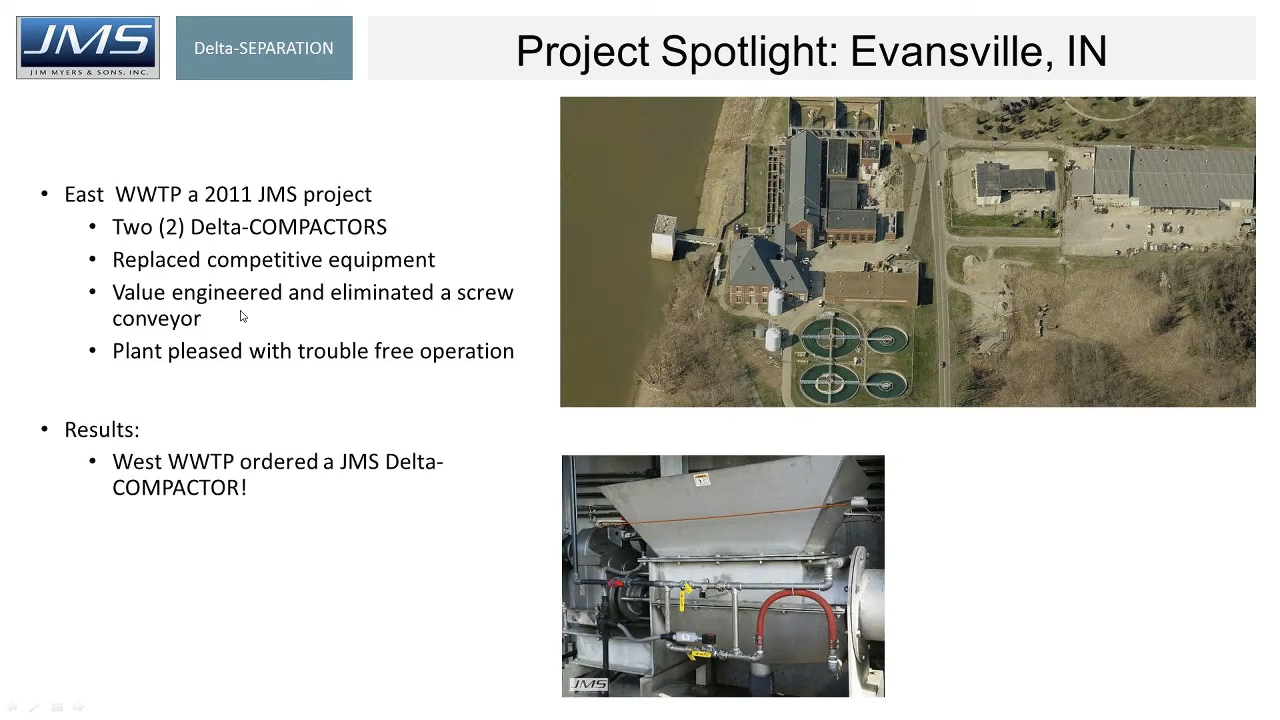 JMS
JIM MYERS & SONS, INC.
Delta-SEPARATION
Project Spotlight: Evansville, IN
• East WWTP a 2011 JMS project
• Two (2) Delta-COMPACTORS
• Replaced competitive equipment
• Value engineered and eliminated a screw
conveyor
• Plant pleased with trouble free operation
• Results:
• West WWTP ordered a JMS Delta-
COMPACTOR!
JMS